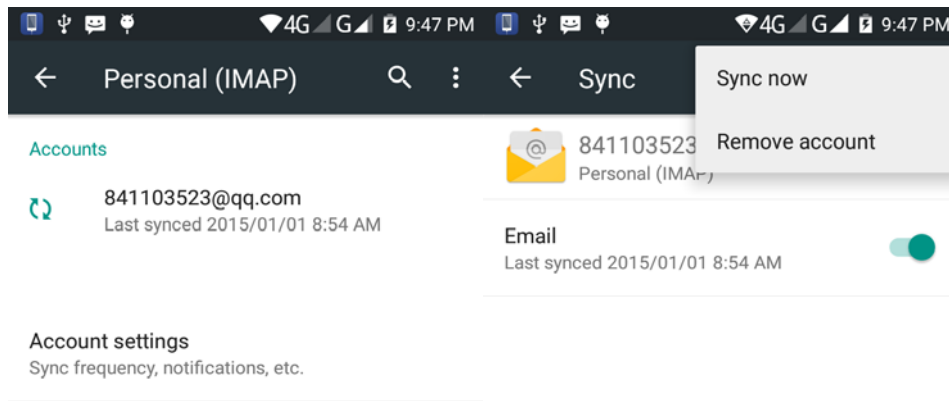 4G G 9:47 PM
Personal (IMAP)
Accounts
841103523@qq.com
Last synced 2015/01/01 8:54 AM
Account settings
Sync frequency, notifications, etc.
4G G 9:47 PM
Sync
Sync now
Remove account
@
841103523
Personal (IMAP)
Email
Last synced 2015/01/01 8:54 AM